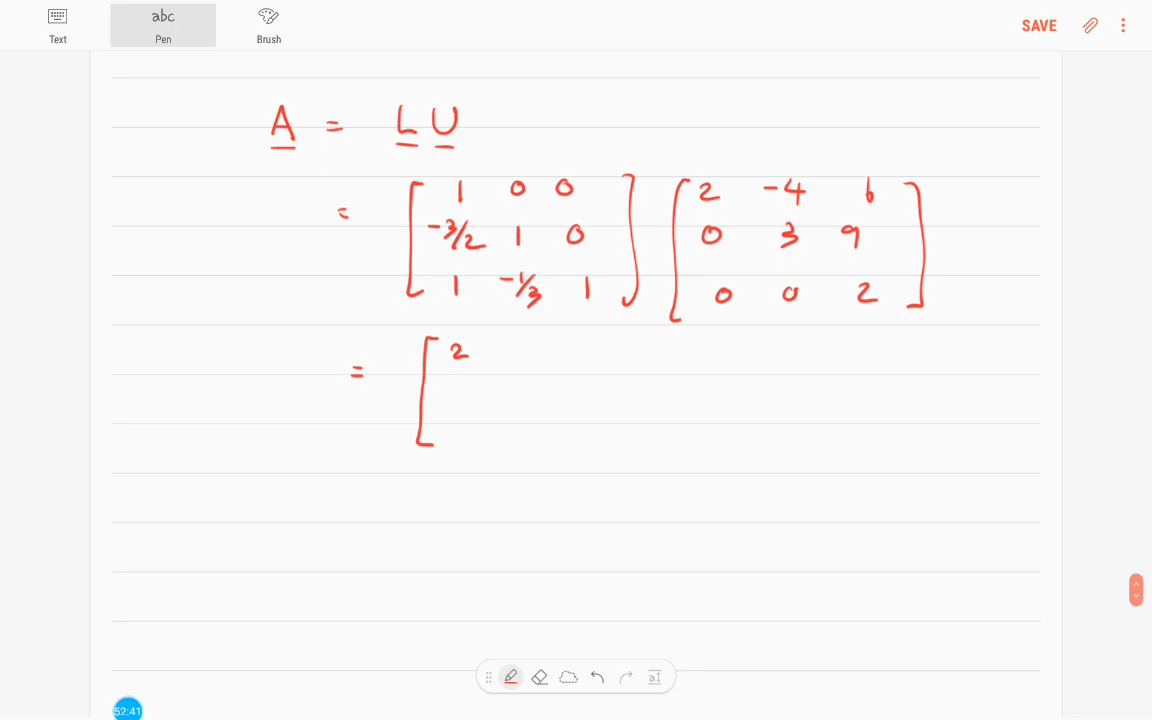 Text abc Pen Brush SAVE
A = L U
= [ 1 0 0 ] [ 2 -4 6 ]
-3/2 1 0 0 3 9
1 -1/3 1 0 0 2
= [ 2
52:41